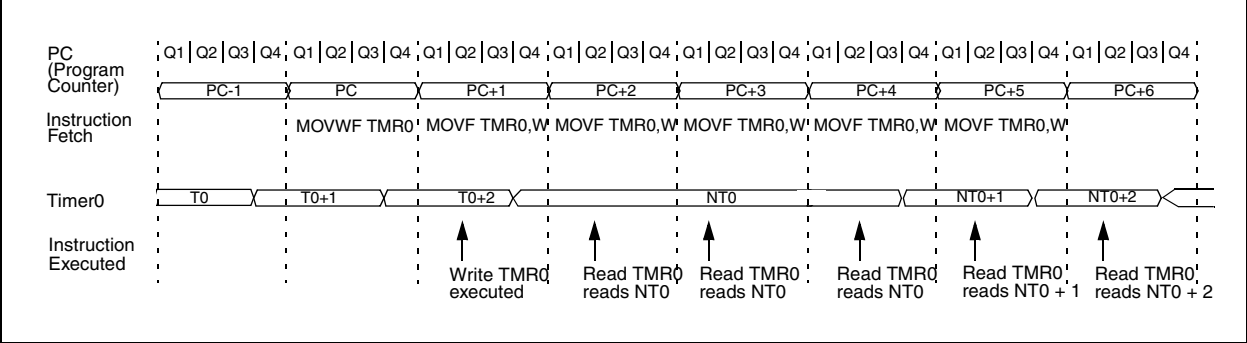 PC
(Program
Counter)
Q1 Q2 Q3 Q4 Q1 Q2 Q3 Q4 Q1 Q2 Q3 Q4 Q1 Q2 Q3 Q4 Q1 Q2 Q3 Q4 Q1 Q2 Q3 Q4 Q1 Q2 Q3 Q4 Q1 Q2 Q3 Q4
PC-1 PC PC+1 PC+2 PC+3 PC+4 PC+5 PC+6
Instruction
Fetch
MOVWF TMR0 MOVF TMR0,W MOVF TMR0,W MOVF TMR0,W MOVF TMR0,W MOVF TMR0,W
Timer0
T0 T0+1 T0+2 NT0 NT0+1 NT0+2
Instruction
Executed
Write TMR0
executed
Read TMR0
reads NT0
Read TMR0
reads NT0
Read TMR0
reads NT0
Read TMR0
reads NT0 + 1
Read TMR0
reads NT0 + 2